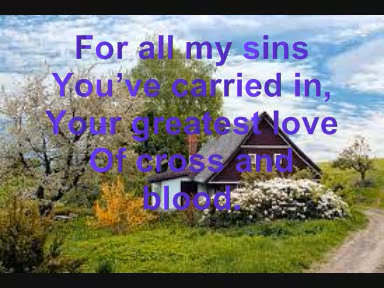 For all my sins
You've carried in,
Your greatest love
Of cross and
blood.